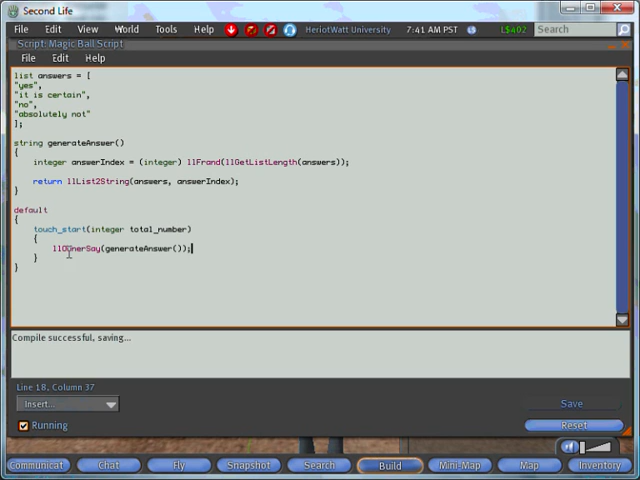 Second Life
File Edit View World Tools Help HeriotWatt University 7:41 AM PST L$402 Search
Script: Magic Ball Script
File Edit Help
list answers = [
"yes",
"it is certain",
"no",
"absolutely not"
];
string generateAnswer()
{
integer answerIndex = (integer) llFrand(llGetListLength(answers));
return llList2String(answers, answerIndex);
}
default
{
touch_start(integer total_number)
{
llOwnerSay(generateAnswer());
}
}
Compile successful, saving...
Line 18, Column 37
Insert...
Save
Running
Reset
Communicat Chat Fly Snapshot Search Build Mini-Map Map Inventory